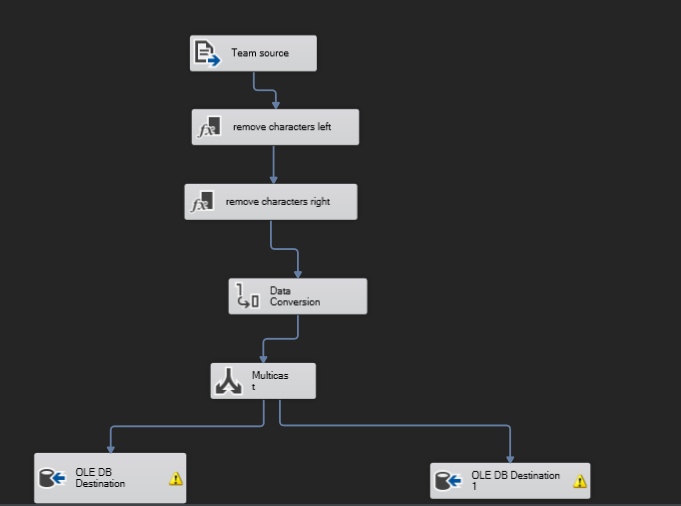 Team source
remove characters left
remove characters right
Data
Conversion
Multicas
t
OLE DB
Destination
OLE DB Destination
1